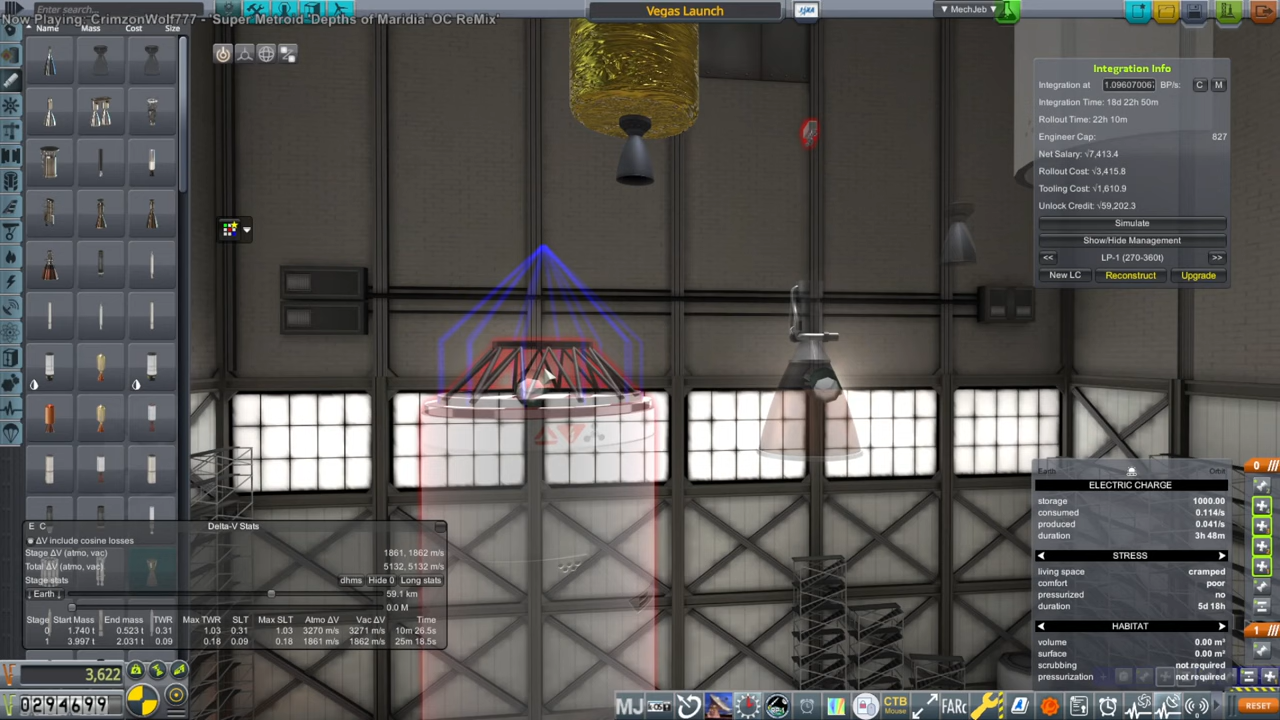 Now Playing: CrimzonWolf777 - 'Super Metroid 'Depths of Maridia' OC ReMix'
Enter search...
Vegas Launch
▼ MechJeb ▼
Name Mass Cost Size
Integration Info
Integration at 1.09607006 BP/s: C M
Integration Time: 18d 22h 50m
Rollout Time: 22h 10m
Engineer Cap: 827
Net Salary: √7,413.4
Rollout Cost: √3,415.8
Tooling Cost: √1,610.9
Unlock Credit: √59,202.3
Simulate
Show/Hide Management
<< LP-1 (270-360t) >>
New LC Reconstruct Upgrade
Earth Orbit
ELECTRIC CHARGE
storage 1000.00
consumed 0.114/s
produced 0.041/s
duration 3h 48m
STRESS
living space cramped
comfort poor
pressurized no
duration 5d 18h
HABITAT
volume 0.00 m³
surface 0.00 m³
scrubbing not required
pressurization not required
0
1
E C Delta-V Stats
ΔV include cosine losses
Stage ΔV (atmo, vac) 1861, 1862 m/s
Total ΔV (atmo, vac) 5132, 5132 m/s
Stage stats dhms Hide 0 Long stats
↓ Earth ↓ 59.1 km
0.0 M
Stage Start Mass End mass TWR Max TWR SLT Max SLT Atmo ΔV Vac ΔV Time
0 1.740 t 0.523 t 0.31 1.03 0.31 1.03 3270 m/s 3271 m/s 10m 26.5s
1 3.997 t 2.031 t 0.09 0.18 0.09 0.18 1861 m/s 1862 m/s 25m 18.5s
3,622
0294699
MJ
CTB
Mouse
FARc
RESET